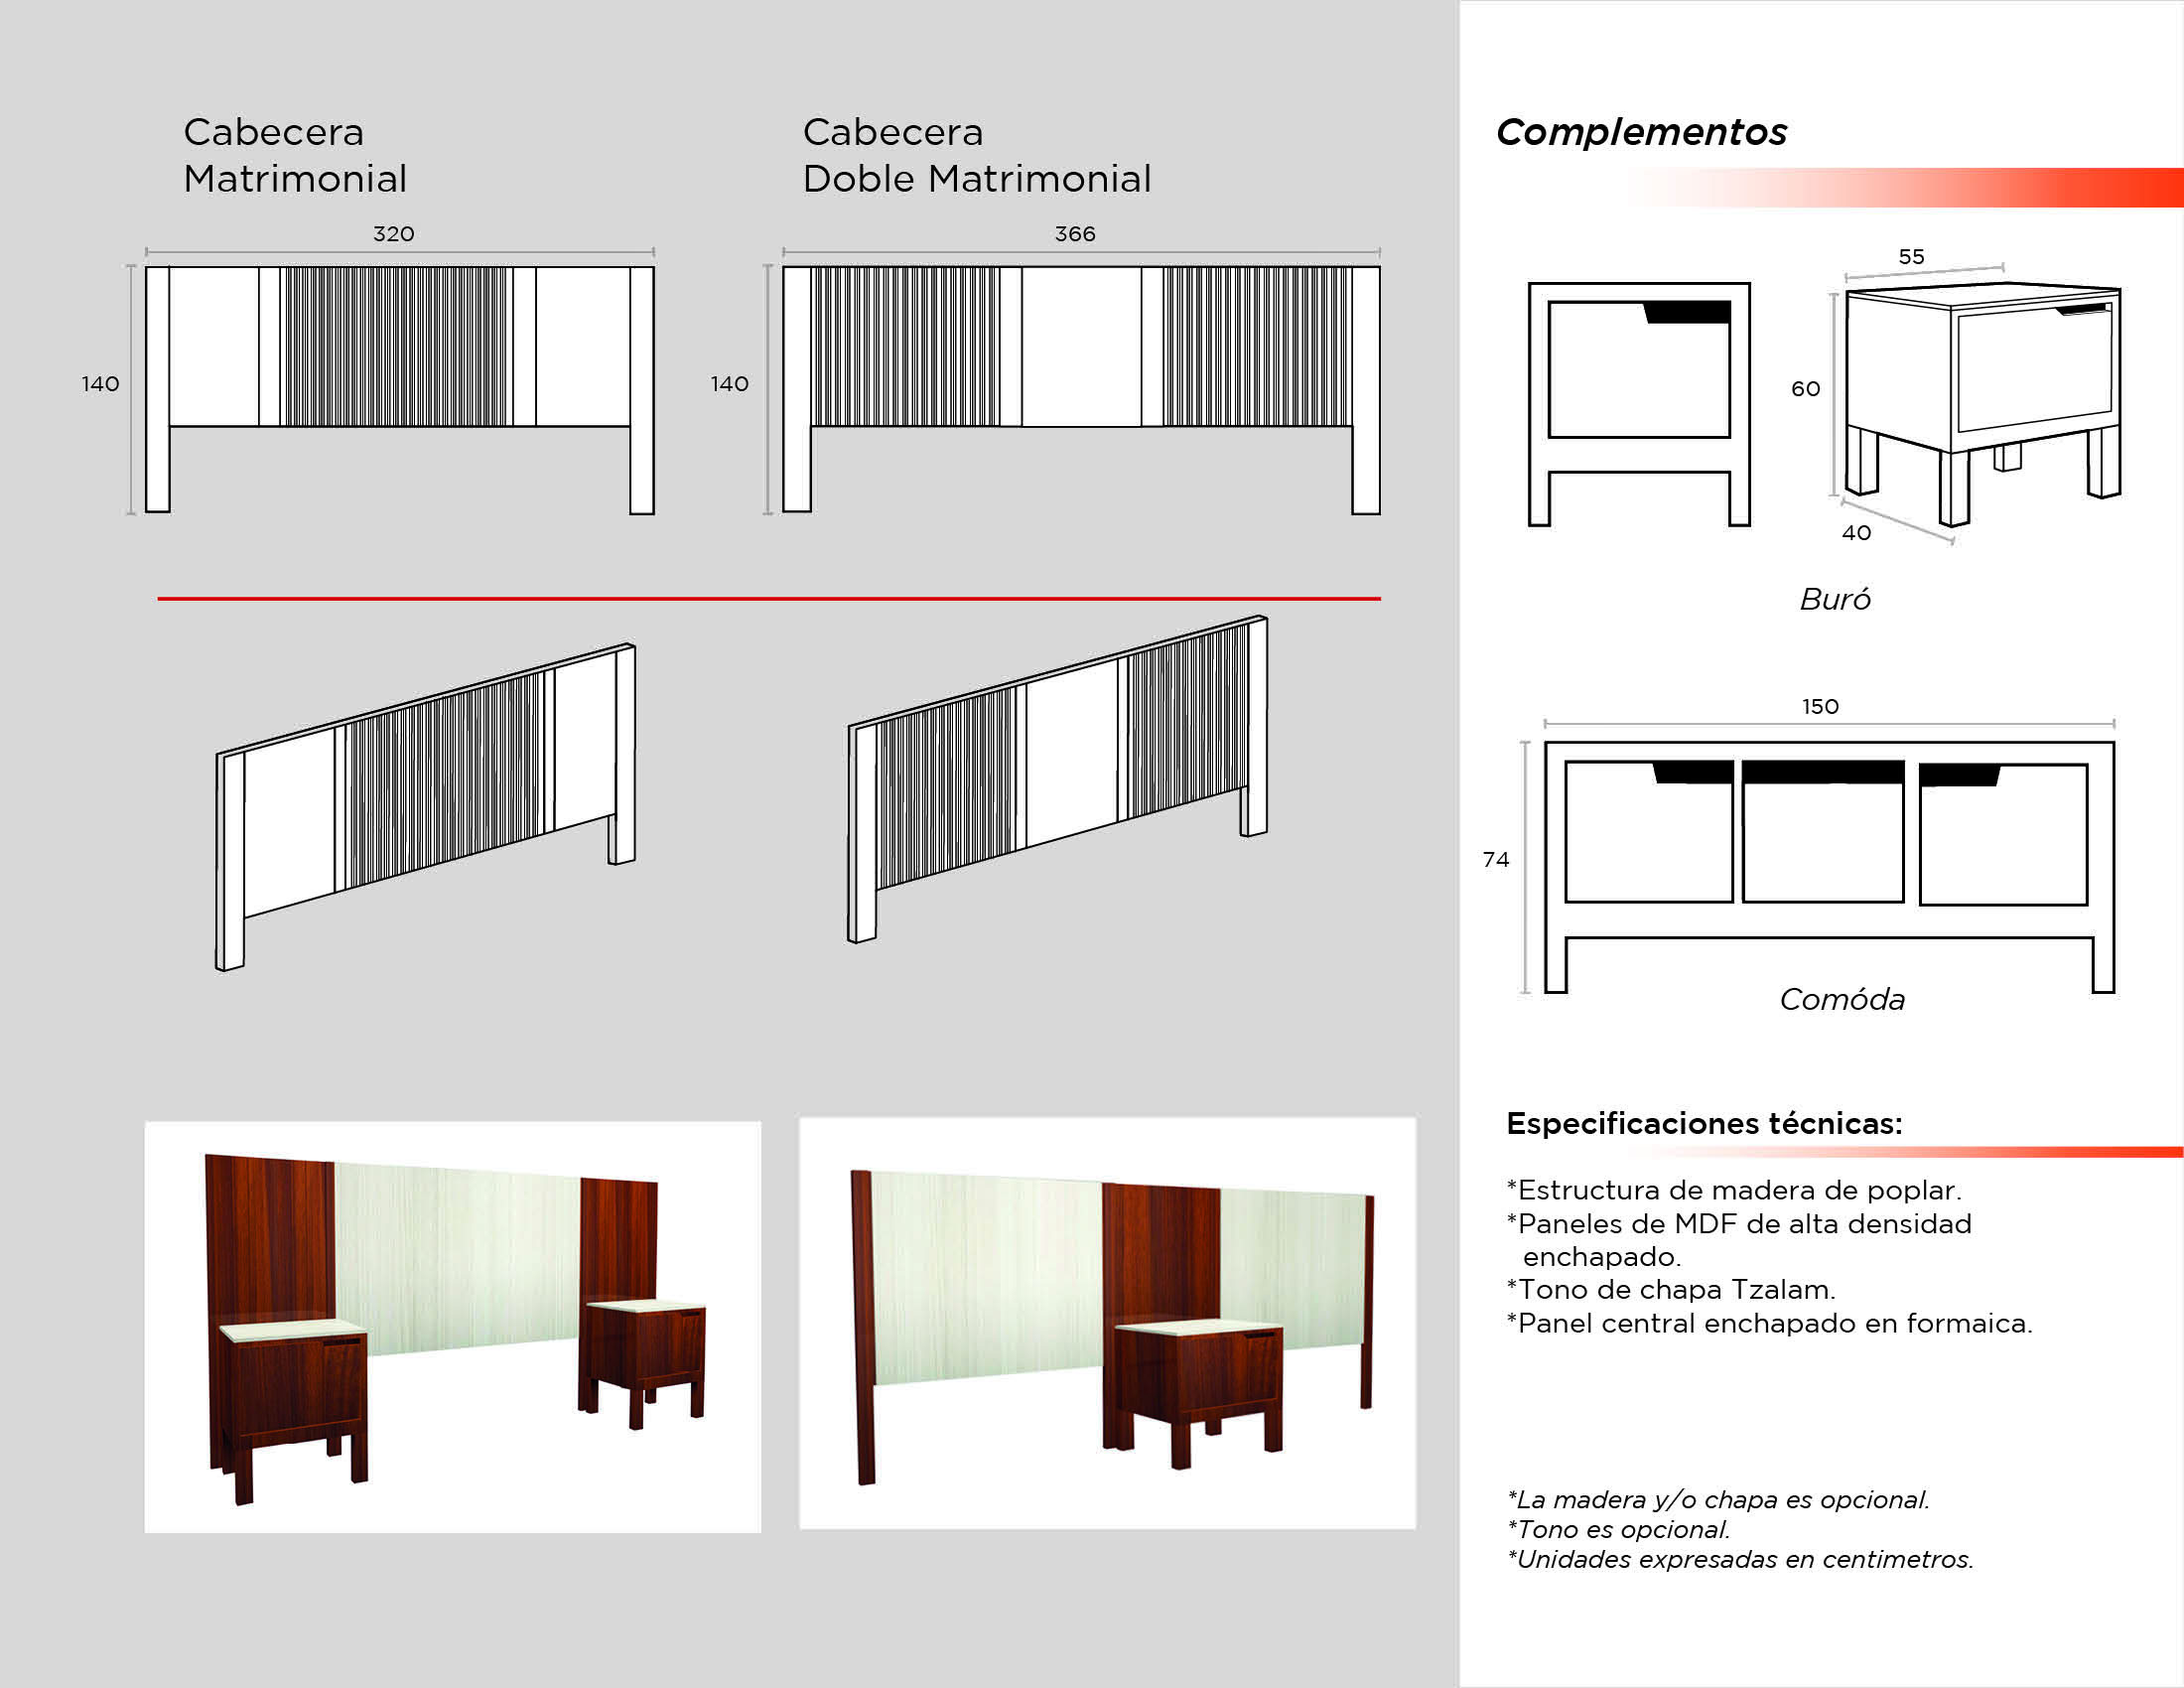 Cabecera
Matrimonial
320
140
Cabecera
Doble Matrimonial
366
140
Complementos
55
60
40
Buró
150
74
Comóda
Especificaciones técnicas:
*Estructura de madera de poplar.
*Paneles de MDF de alta densidad
enchapado.
*Tono de chapa Tzalam.
*Panel central enchapado en formaica.
*La madera y/o chapa es opcional.
*Tono es opcional.
*Unidades expresadas en centimetros.